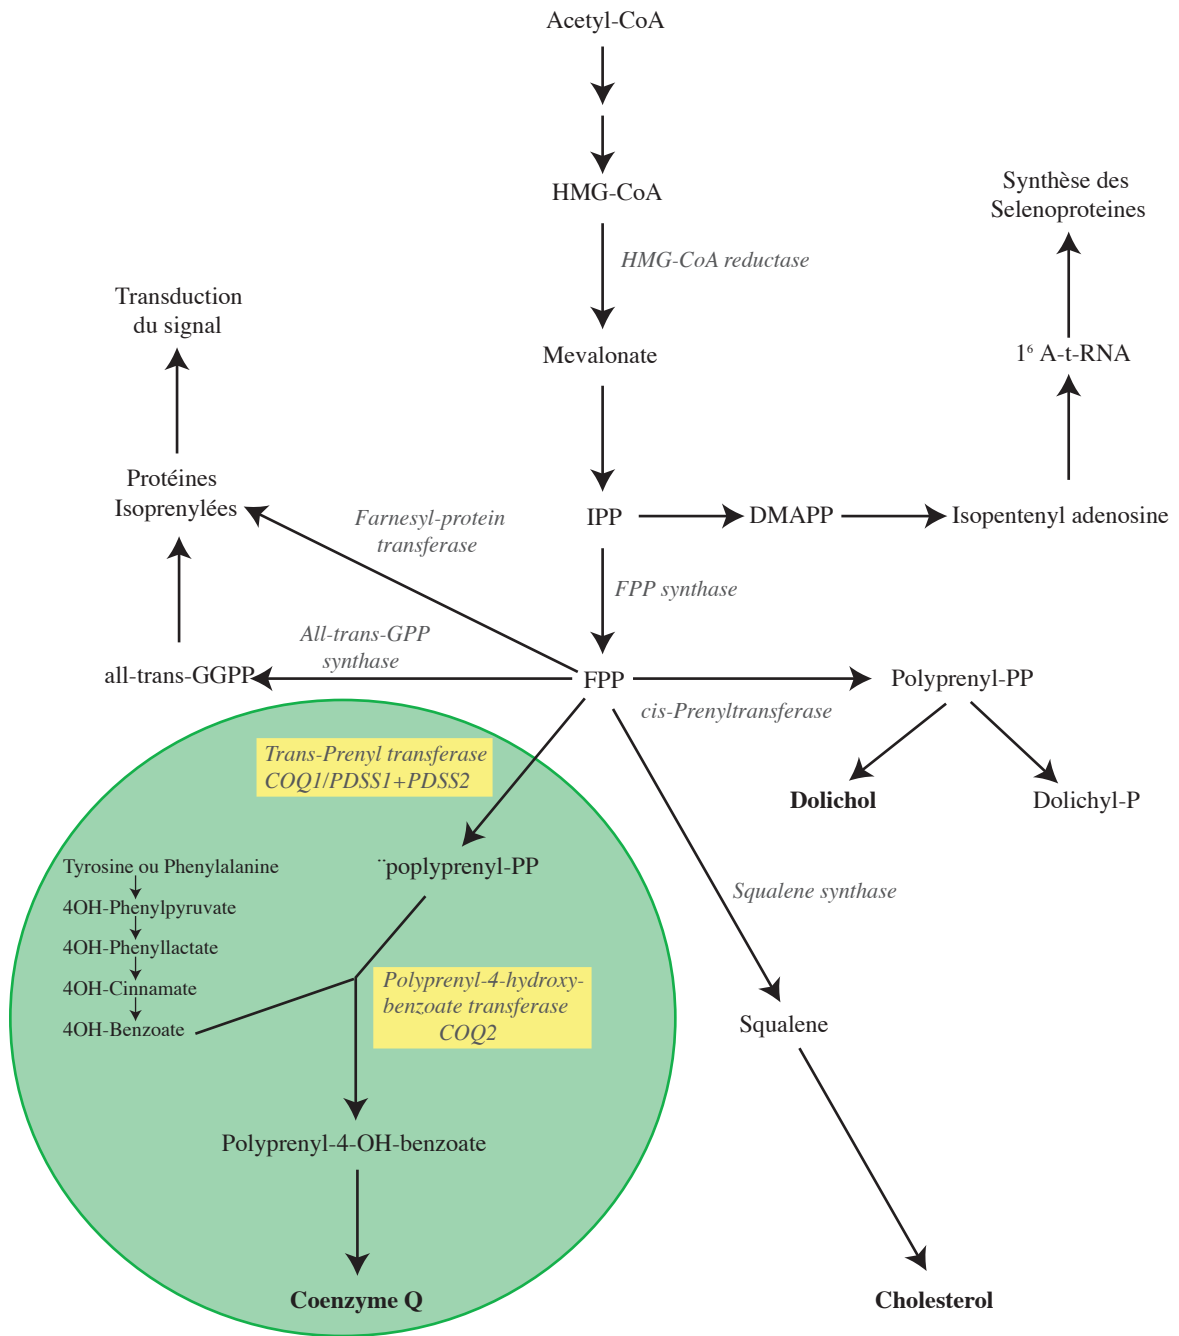 Acetyl-CoA
HMG-CoA
HMG-CoA reductase
Synthèse des
Selenoproteines
Transduction
du signal
Mevalonate
1⁶ A-t-RNA
Protéines
Isoprenylées
Farnesyl-protein
transferase
IPP
DMAPP
Isopentenyl adenosine
FPP synthase
All-trans-GPP
synthase
all-trans-GGPP
FPP
cis-Prenyltransferase
Polyprenyl-PP
Trans-Prenyl transferase
COQ1/PDSS1+PDSS2
Dolichol
Dolichyl-P
Tyrosine ou Phenylalanine
4OH-Phenylpyruvate
4OH-Phenyllactate
4OH-Cinnamate
4OH-Benzoate
¨poplyprenyl-PP
Squalene synthase
Polyprenyl-4-hydroxy-
benzoate transferase
COQ2
Squalene
Polyprenyl-4-OH-benzoate
Coenzyme Q
Cholesterol